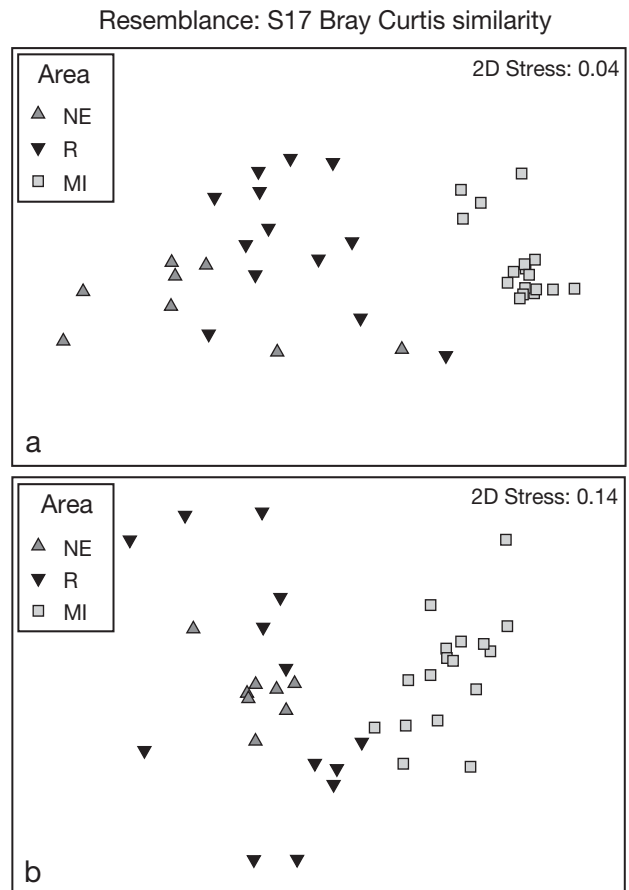 Resemblance: S17 Bray Curtis similarity
Area
NE
R
MI
2D Stress: 0.04
a
Area
NE
R
MI
2D Stress: 0.14
b